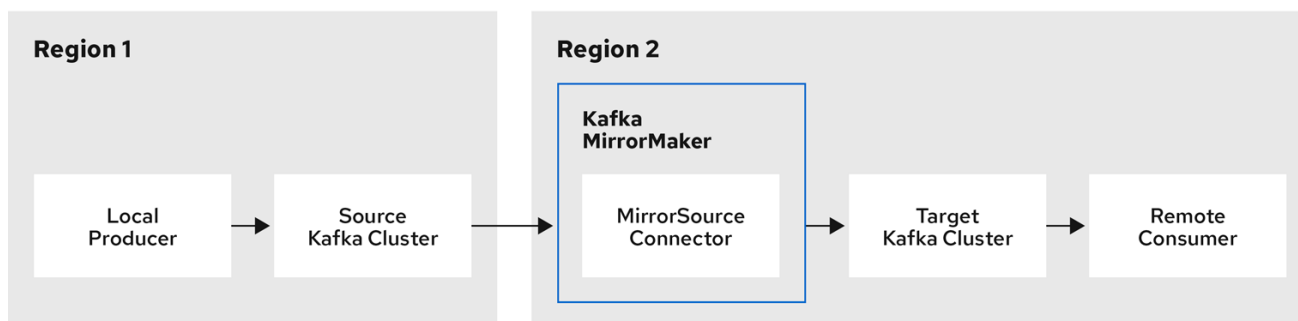 Region 1
Local
Producer
Source
Kafka Cluster
Region 2
Kafka
MirrorMaker
MirrorSource
Connector
Target
Kafka Cluster
Remote
Consumer